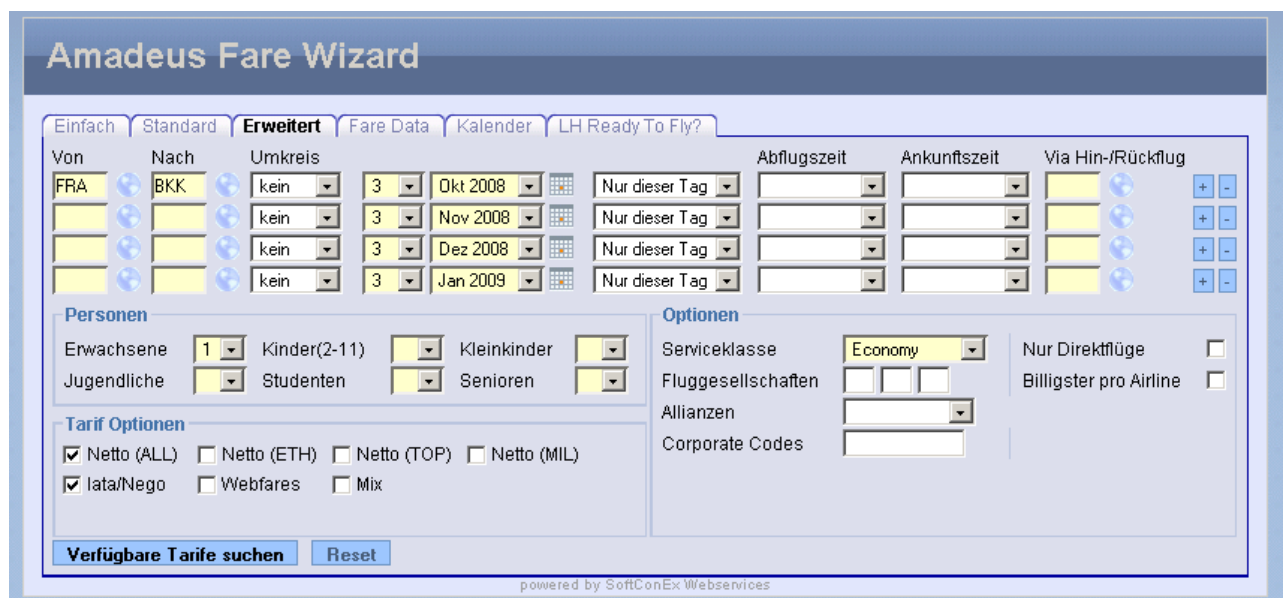 Amadeus Fare Wizard
Einfach Standard Erweitert Fare Data Kalender LH Ready To Fly?
Von Nach Umkreis Abflugszeit Ankunftszeit Via Hin-/Rückflug
FRA BKK kein 3 Okt 2008 Nur dieser Tag + -
kein 3 Nov 2008 Nur dieser Tag + -
kein 3 Dez 2008 Nur dieser Tag + -
kein 3 Jan 2009 Nur dieser Tag + -
Personen
Erwachsene 1 Kinder(2-11) Kleinkinder
Jugendliche Studenten Senioren
Tarif Optionen
Netto (ALL) Netto (ETH) Netto (TOP) Netto (MIL)
Iata/Nego Webfares Mix
Optionen
Serviceklasse Economy Nur Direktflüge
Fluggesellschaften Billigster pro Airline
Allianzen
Corporate Codes
Verfügbare Tarife suchen Reset
powered by SoftConEx Webservices